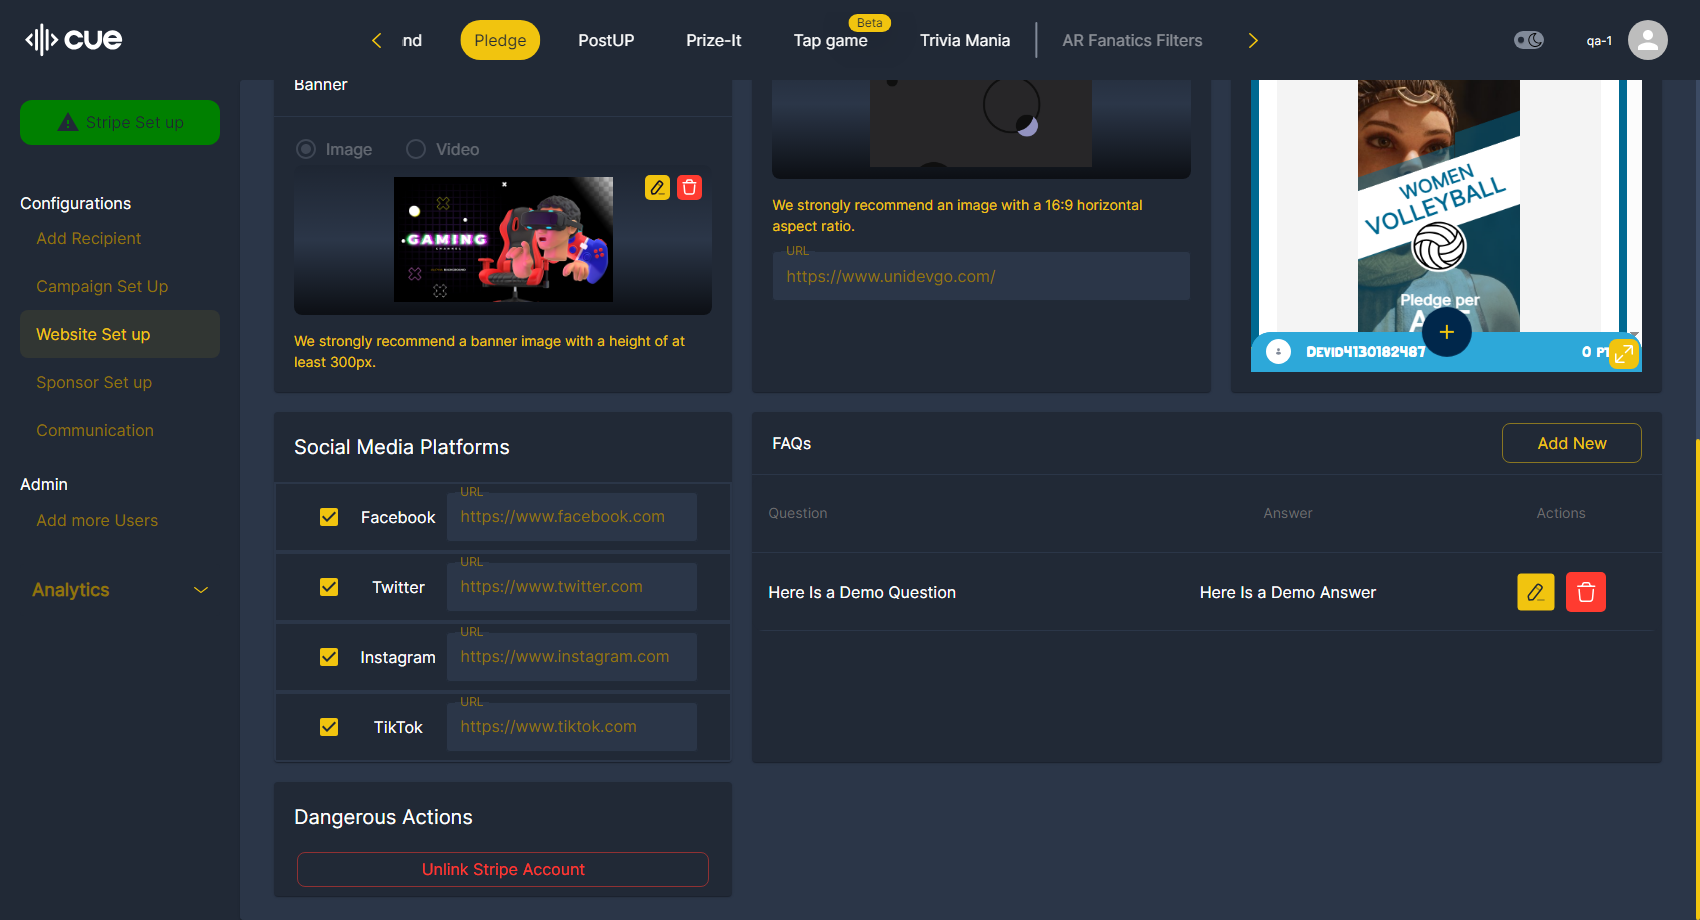 cue
nd
Pledge
PostUP
Prize-It
Beta
Tap game
Trivia Mania
AR Fanatics Filters
qa-1
Stripe Set up
Configurations
Add Recipient
Campaign Set Up
Website Set up
Sponsor Set up
Communication
Admin
Add more Users
Analytics
Banner
Image
Video
GAMING
We strongly recommend a banner image with a height of at
least 300px.
We strongly recommend an image with a 16:9 horizontal
aspect ratio.
URL
https://www.unidevgo.com/
WOMEN
VOLLEYBALL
Pledge per
DEVID4130182487
0 PT
Social Media Platforms
Facebook
URL
https://www.facebook.com
Twitter
URL
https://www.twitter.com
Instagram
URL
https://www.instagram.com
TikTok
URL
https://www.tiktok.com
FAQs
Add New
Question
Answer
Actions
Here Is a Demo Question
Here Is a Demo Answer
Dangerous Actions
Unlink Stripe Account